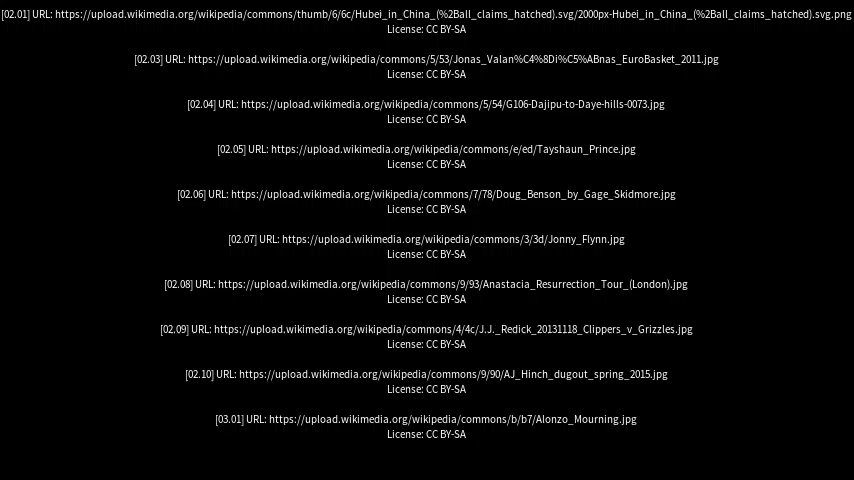 [02.01] URL: https://upload.wikimedia.org/wikipedia/commons/thumb/6/6c/Hubei_in_China_(%2Ball_claims_hatched).svg/2000px-Hubei_in_China_(%2Ball_claims_hatched).svg.png
License: CC BY-SA
[02.03] URL: https://upload.wikimedia.org/wikipedia/commons/5/53/Jonas_Valan%C4%8Di%C5%ABnas_EuroBasket_2011.jpg
License: CC BY-SA
[02.04] URL: https://upload.wikimedia.org/wikipedia/commons/5/54/G106-Dajipu-to-Daye-hills-0073.jpg
License: CC BY-SA
[02.05] URL: https://upload.wikimedia.org/wikipedia/commons/e/ed/Tayshaun_Prince.jpg
License: CC BY-SA
[02.06] URL: https://upload.wikimedia.org/wikipedia/commons/7/78/Doug_Benson_by_Gage_Skidmore.jpg
License: CC BY-SA
[02.07] URL: https://upload.wikimedia.org/wikipedia/commons/3/3d/Jonny_Flynn.jpg
License: CC BY-SA
[02.08] URL: https://upload.wikimedia.org/wikipedia/commons/9/93/Anastacia_Resurrection_Tour_(London).jpg
License: CC BY-SA
[02.09] URL: https://upload.wikimedia.org/wikipedia/commons/4/4c/J.J._Redick_20131118_Clippers_v_Grizzles.jpg
License: CC BY-SA
[02.10] URL: https://upload.wikimedia.org/wikipedia/commons/9/90/AJ_Hinch_dugout_spring_2015.jpg
License: CC BY-SA
[03.01] URL: https://upload.wikimedia.org/wikipedia/commons/b/b7/Alonzo_Mourning.jpg
License: CC BY-SA